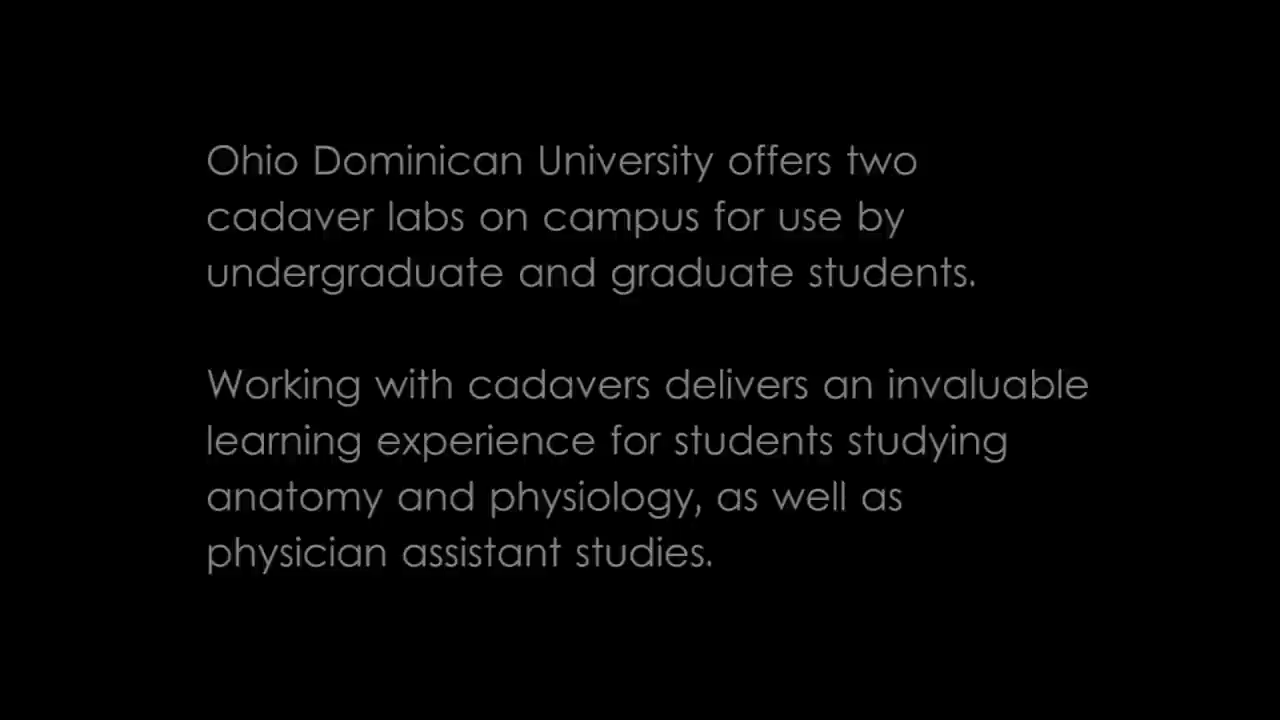 Ohio Dominican University offers two
cadaver labs on campus for use by
undergraduate and graduate students.
Working with cadavers delivers an invaluable
learning experience for students studying
anatomy and physiology, as well as
physician assistant studies.